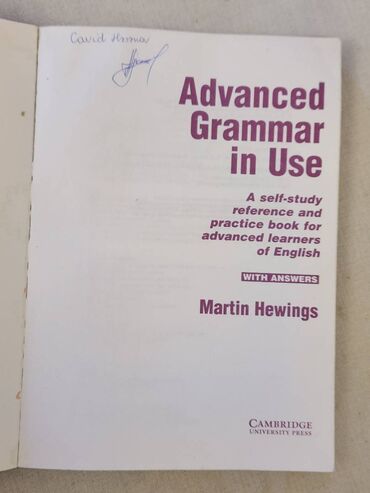 Cavid
Advanced
Grammar
in Use
A self-study
reference and
practice book for
advanced learners
of English
WITH ANSWERS
Martin Hewings
CAMBRIDGE
UNIVERSITY PRESS